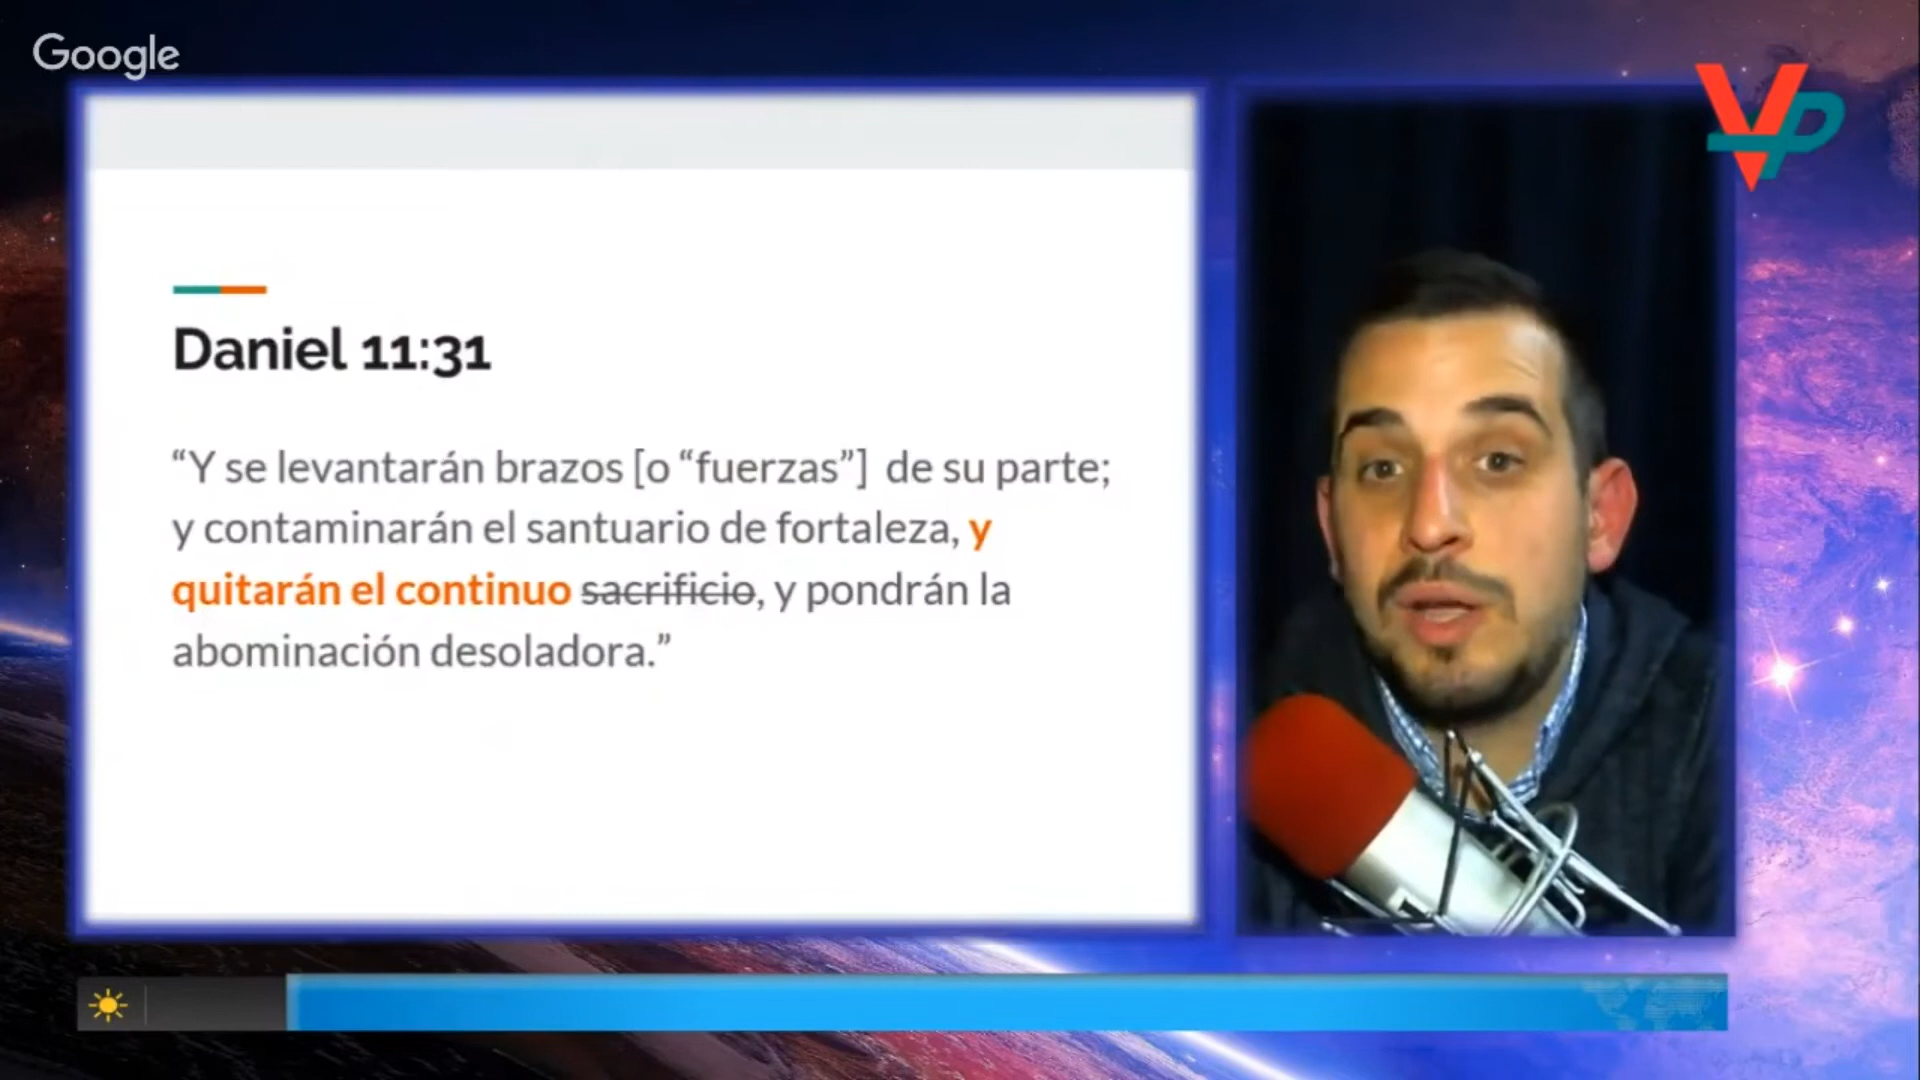 Google
VP
Daniel 11:31
“Y se levantarán brazos [o “fuerzas”] de su parte;
y contaminarán el santuario de fortaleza, y
quitarán el continuo sacrificio, y pondrán la
abominación desoladora.”